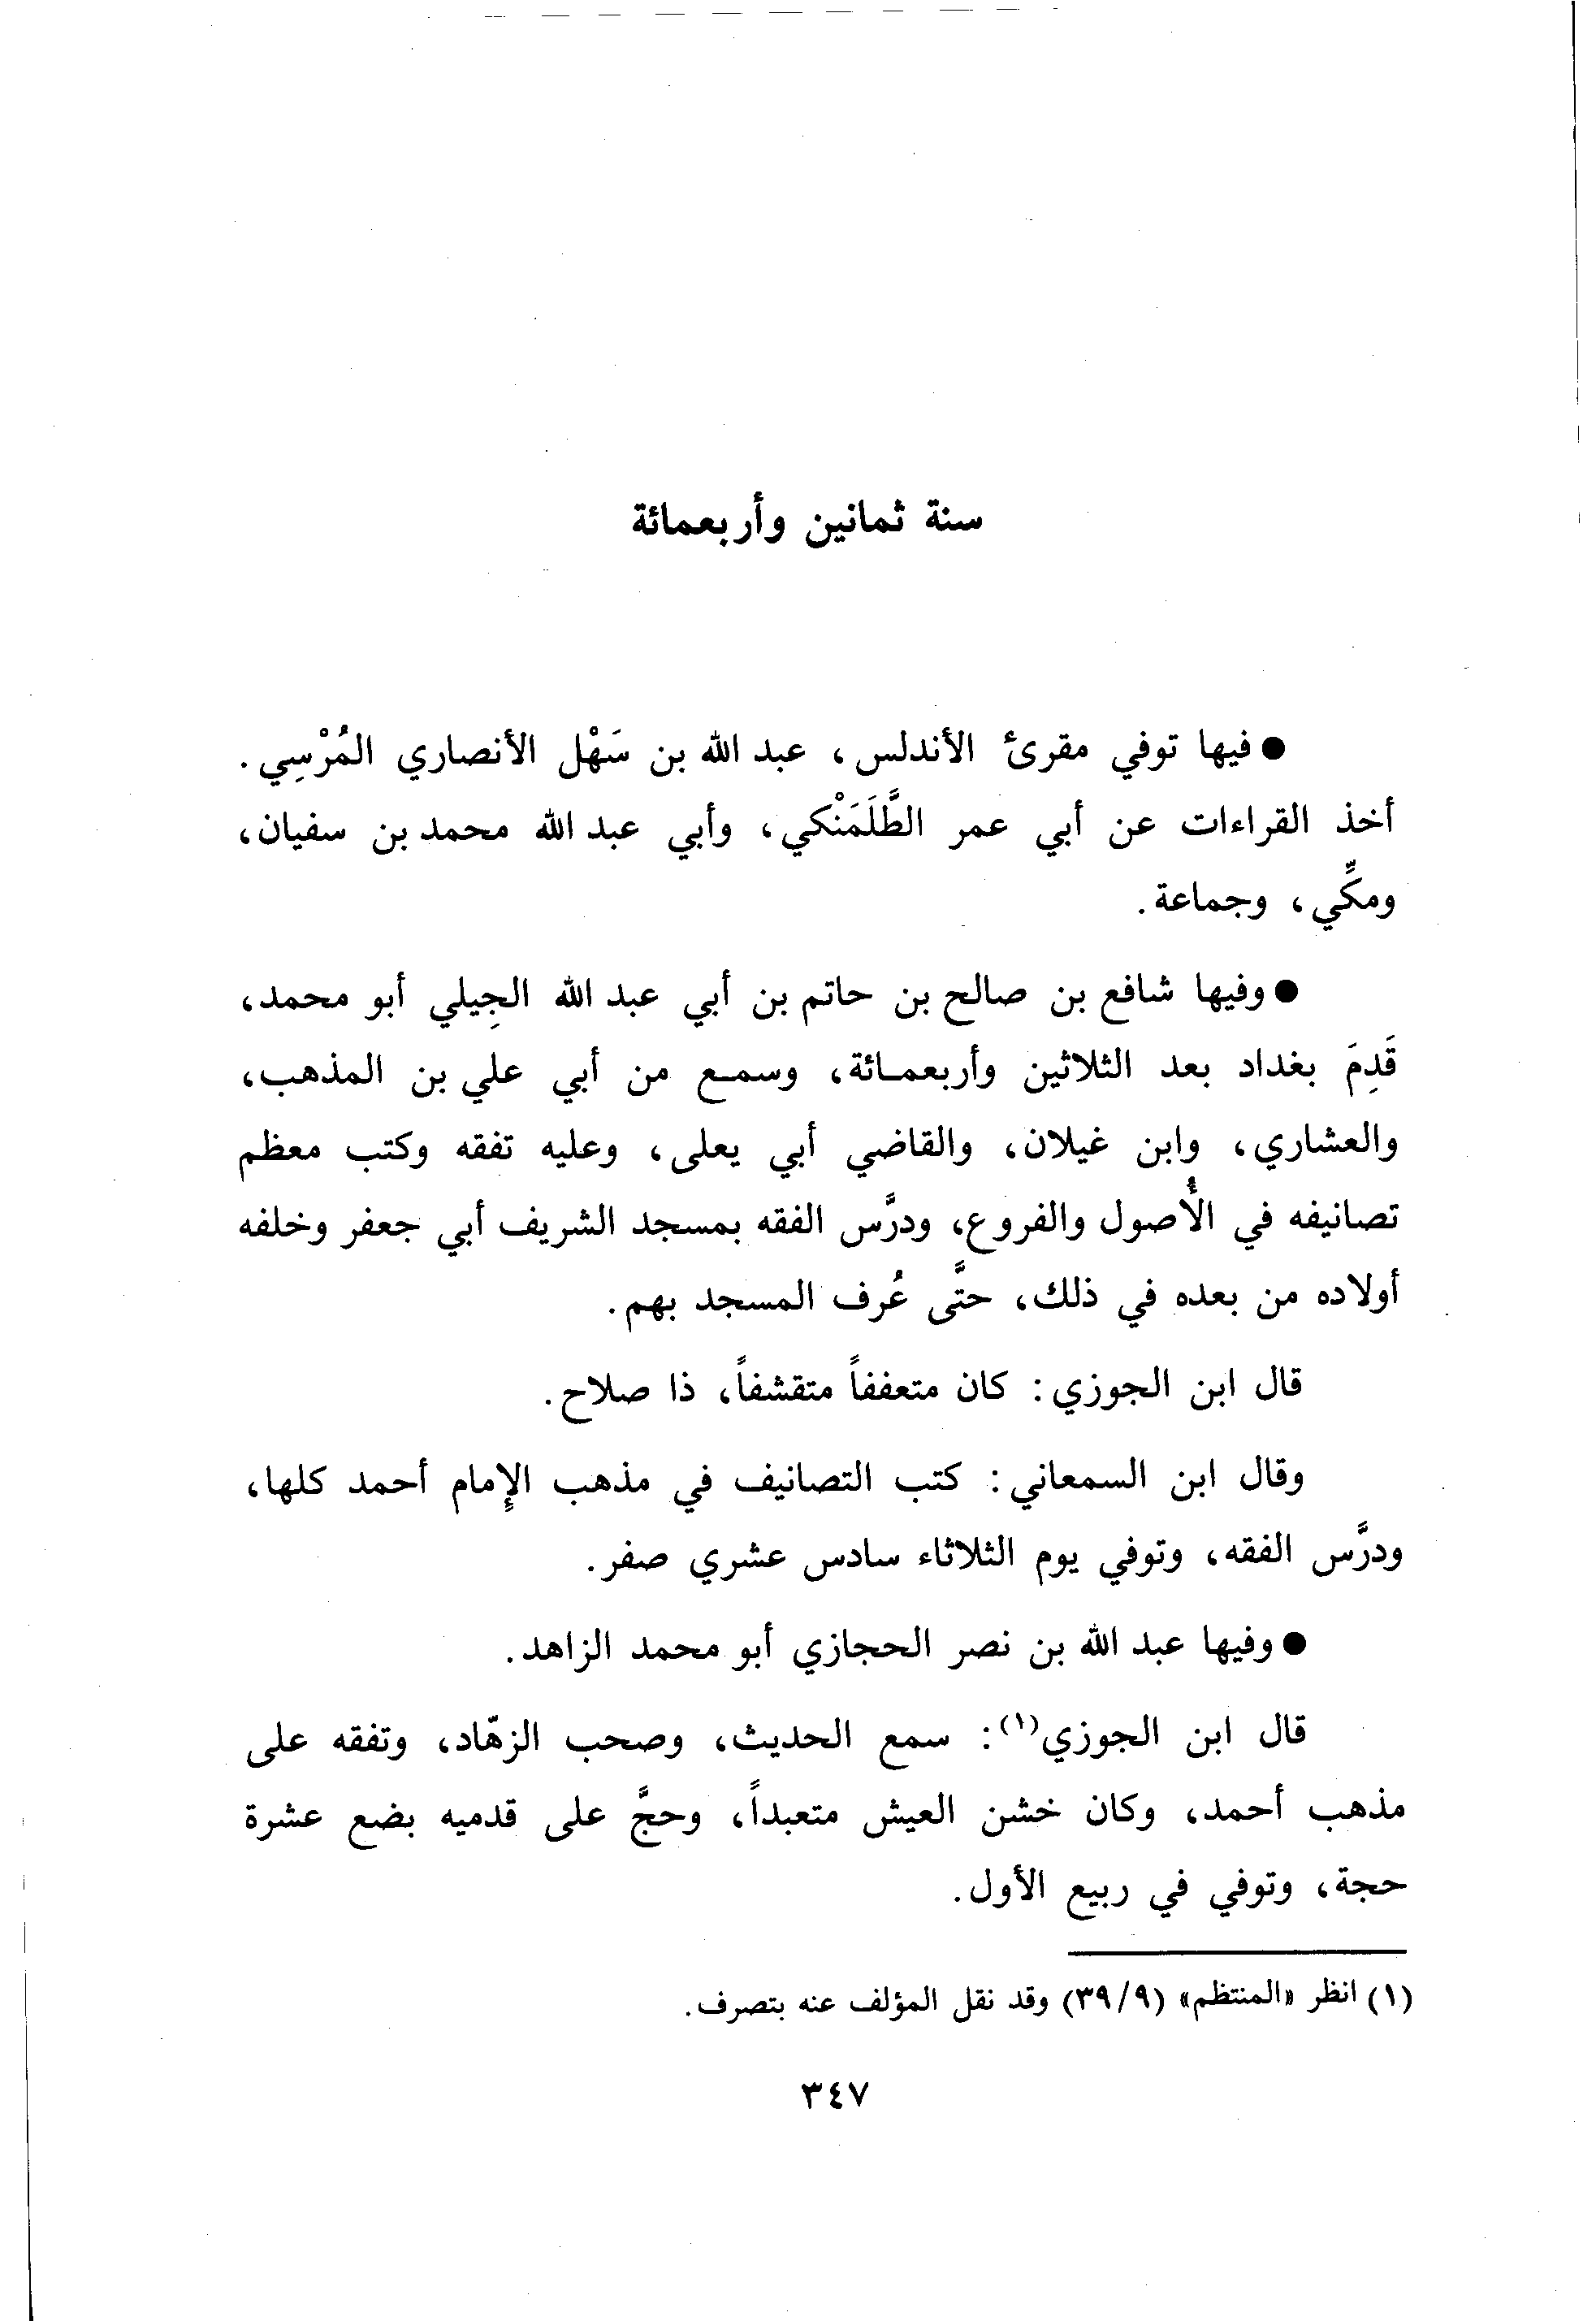 سنة ثمانين وأربعمائة
● فيها توفي مقرئ الأندلس، عبد الله بن سَهْل الأنصاري المُرْسِي.
أخذ القراءات عن أبي عمر الطَّلَمَنْكي، وأبي عبد الله محمد بن سفيان،
ومكِّي، وجماعة.
● وفيها شافع بن صالح بن حاتم بن أبي عبد الله الجِيلي أبو محمد،
قَدِمَ بغداد بعد الثلاثين وأربعمائة، وسمع من أبي علي بن المذهب،
والعشاري، وابن غيلان، والقاضي أبي يعلى، وعليه تفقه وكتب معظم
تصانيفه في الأُصول والفروع، ودرَّس الفقه بمسجد الشريف أبي جعفر وخلفه
أولاده من بعده في ذلك، حتَّى عُرف المسجد بهم.
قال ابن الجوزي: كان متعففاً متقشفاً، ذا صلاح.
وقال ابن السمعاني: كتب التصانيف في مذهب الإِمام أحمد كلها،
ودرَّس الفقه، وتوفي يوم الثلاثاء سادس عشري صفر.
● وفيها عبد الله بن نصر الحجازي أبو محمد الزاهد.
قال ابن الجوزي(١): سمع الحديث، وصحب الزهّاد، وتفقه على
مذهب أحمد، وكان خشن العيش متعبداً، وحجَّ على قدميه بضع عشرة
حجة، وتوفي في ربيع الأول.
(١) انظر «المنتظم» (٣٩/٩) وقد نقل المؤلف عنه بتصرف.
٣٤٧